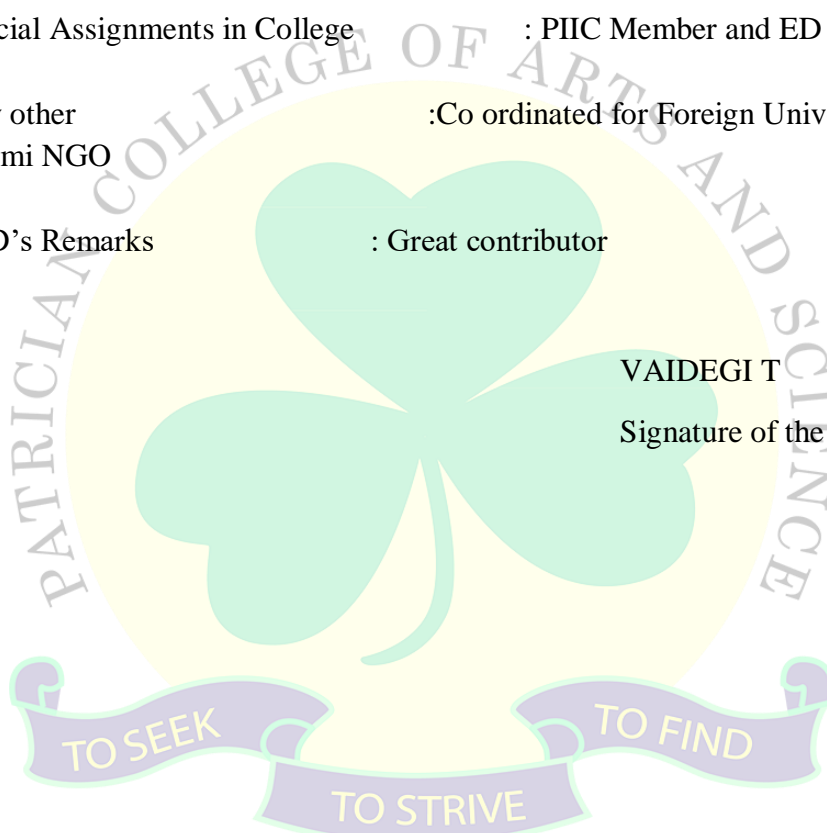 cial Assignments in College : PIIC Member and ED
other :Co ordinated for Foreign Univ
mi NGO
D’s Remarks : Great contributor
VAIDEGI T
Signature of the
PATRICIAN COLLEGE OF ARTS AND SCIENCE
TO SEEK
TO STRIVE
TO FIND